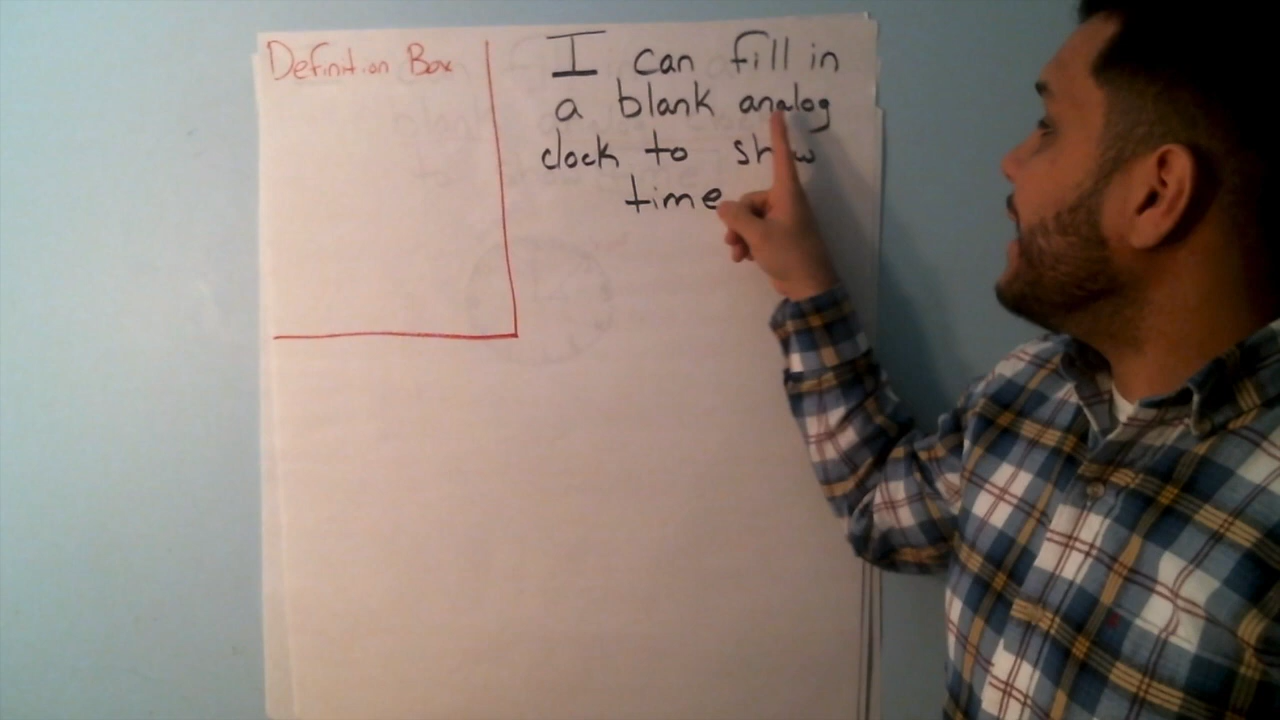 Definition Box
I can fill in
a blank analog
clock to show
time